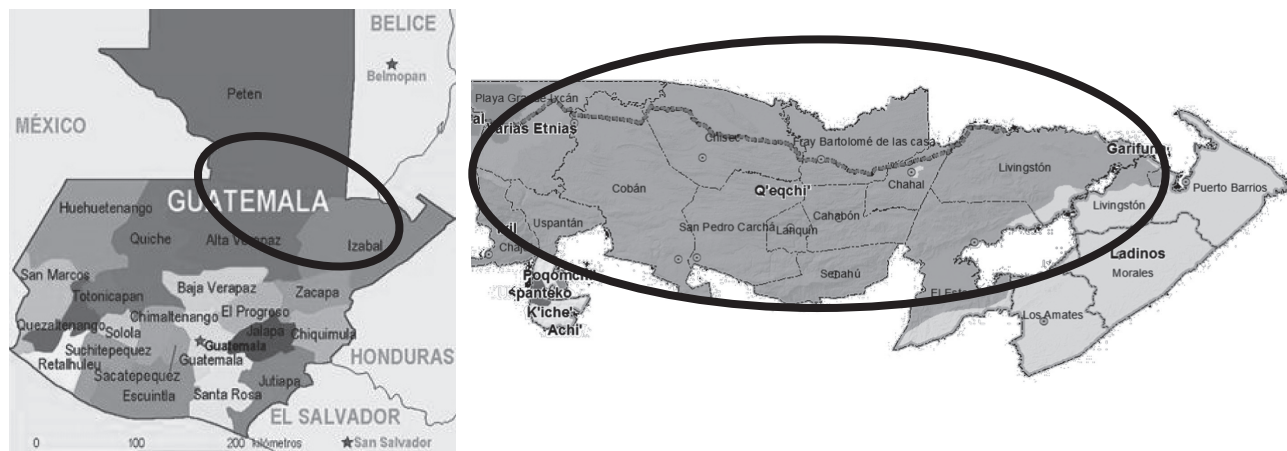 BELICE
Belmopan
Peten
MÉXICO
GUATEMALA
Huehuetenango
Quiche
Alta Verapaz
Izabal
San Marcos
Baja Verapaz
Zacapa
Totonicapan
Chimaltenango
El Progreso
Quezaltenango
Solola
Jalapa
Chiquimula
Guatemala
Suchitepequez
Guatemala
Retalhuleu
HONDURAS
Sacatepequez
Jutiapa
Escuintla
Santa Rosa
EL SALVADOR
0 100 200 kilómetros
San Salvador
Playa Grande Ixcán
Varias Etnias
Chisec
Fray Bartolomé de las casa
Garifuna
Livingstón
Cobán
Q'eqchi'
Chahal
Puerto Barrios
Livingstón
Uspantán
San Pedro Carchá
Cahabón
Lanquín
Ladinos
Senahú
Morales
Poqomchi'
K'iche'
Achi'
Los Amates